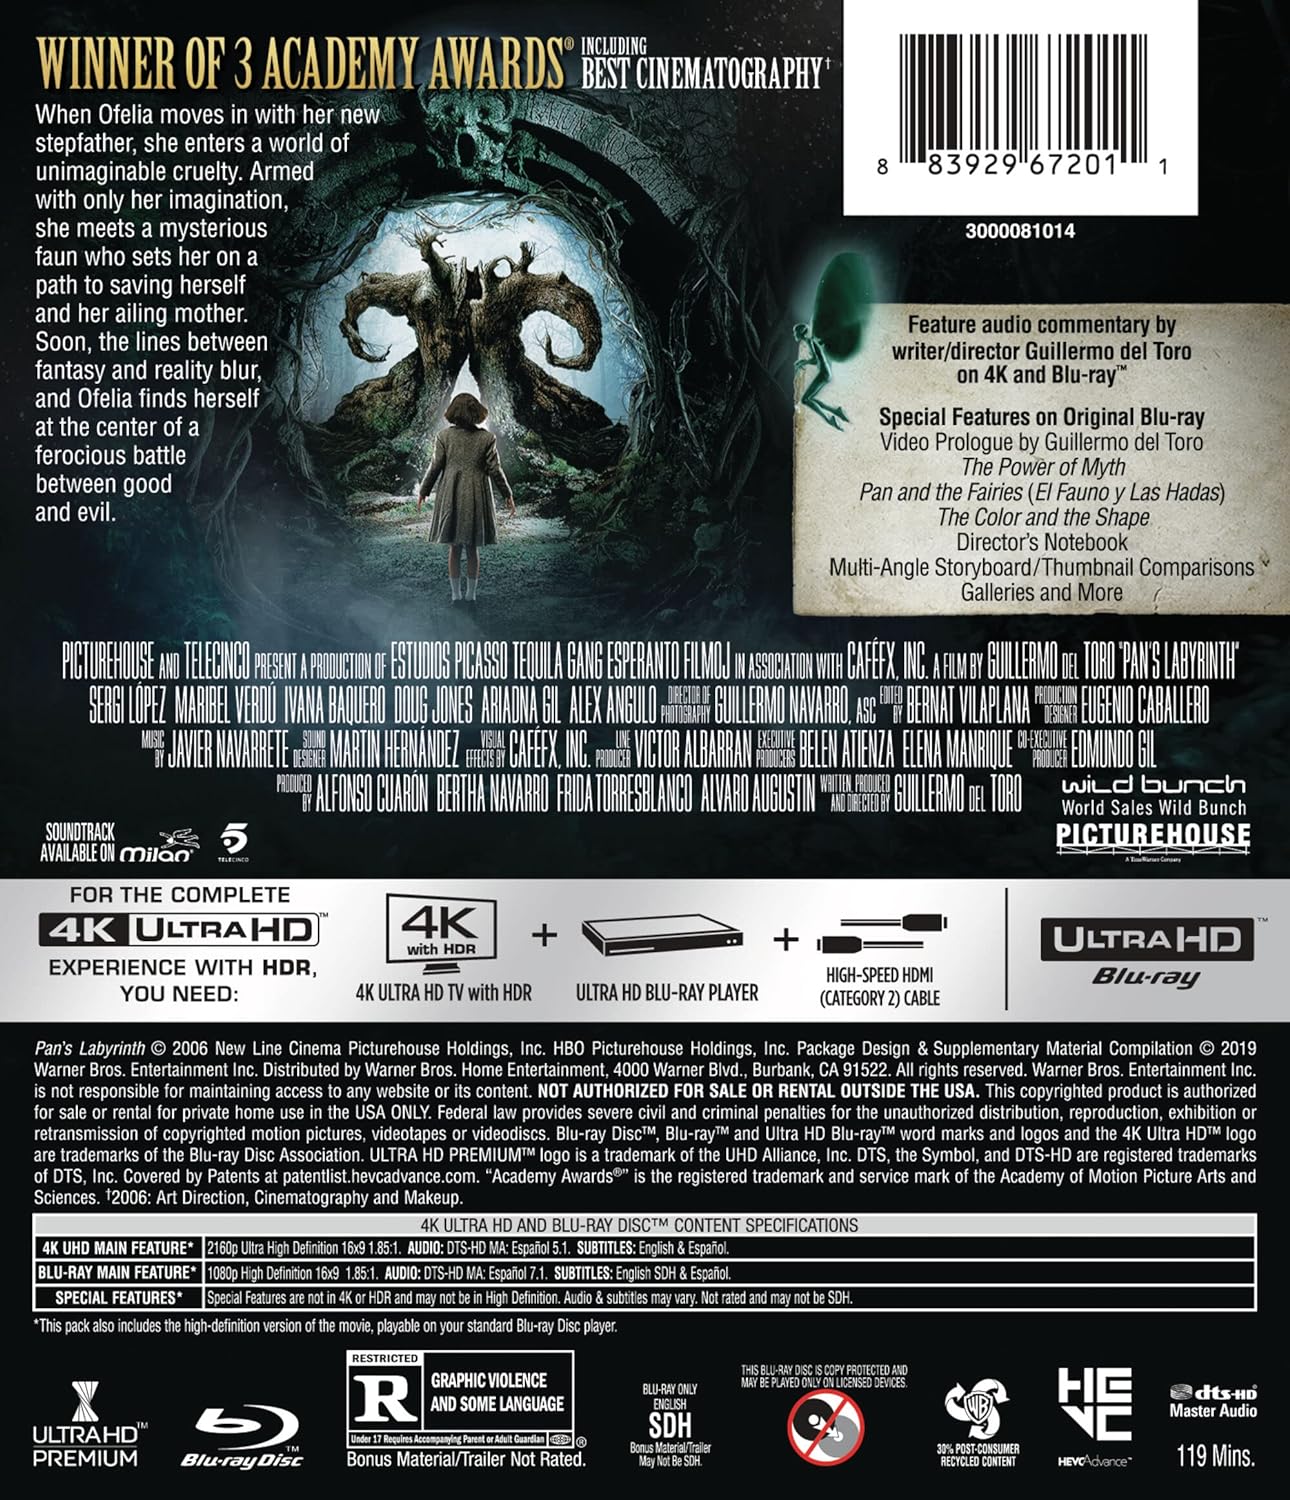 WINNER OF 3 ACADEMY AWARDS® INCLUDING BEST CINEMATOGRAPHY†
When Ofelia moves in with her new
stepfather, she enters a world of
unimaginable cruelty. Armed
with only her imagination,
she meets a mysterious
faun who sets her on a
path to saving herself
and her ailing mother.
Soon, the lines between
fantasy and reality blur,
and Ofelia finds herself
at the center of a
ferocious battle
between good
and evil.
8 83929 67201 1
3000081014
Feature audio commentary by
writer/director Guillermo del Toro
on 4K and Blu-ray™
Special Features on Original Blu-ray
Video Prologue by Guillermo del Toro
The Power of Myth
Pan and the Fairies (El Fauno y Las Hadas)
The Color and the Shape
Director's Notebook
Multi-Angle Storyboard/Thumbnail Comparisons
Galleries and More
PICTUREHOUSE AND TELECINCO PRESENT A PRODUCTION OF ESTUDIOS PICASSO TEQUILA GANG ESPERANTO FILMOJ IN ASSOCIATION WITH CAFÉFX, INC. A FILM BY GUILLERMO DEL TORO "PAN'S LABYRINTH"
SERGI LÓPEZ MARIBEL VERDÚ IVANA BAQUERO DOUG JONES ARIADNA GIL ALEX ANGULO DIRECTOR OF PHOTOGRAPHY GUILLERMO NAVARRO, ASC EDITED BY BERNAT VILAPLANA PRODUCTION DESIGNER EUGENIO CABALLERO
MUSIC BY JAVIER NAVARRETE SOUND DESIGNER MARTIN HERNÁNDEZ VISUAL EFFECTS BY CAFÉFX, INC. LINE PRODUCER VICTOR ALBARRAN EXECUTIVE PRODUCERS BELEN ATIENZA ELENA MANRIQUE CO-EXECUTIVE PRODUCER EDMUNDO GIL
PRODUCED BY ALFONSO CUARÓN BERTHA NAVARRO FRIDA TORRESBLANCO ALVARO AUGUSTIN WRITTEN, PRODUCED AND DIRECTED BY GUILLERMO DEL TORO
wild bunch
World Sales Wild Bunch
PICTUREHOUSE
A TimeWarner Company
SOUNDTRACK
AVAILABLE ON milan
5
TELECINCO
FOR THE COMPLETE
4K ULTRA HD™
EXPERIENCE WITH HDR,
YOU NEED:
4K
with HDR
4K ULTRA HD TV with HDR
+
ULTRA HD BLU-RAY PLAYER
+
HIGH-SPEED HDMI
(CATEGORY 2) CABLE
ULTRA HD™
Blu-ray
Pan's Labyrinth © 2006 New Line Cinema Picturehouse Holdings, Inc. HBO Picturehouse Holdings, Inc. Package Design & Supplementary Material Compilation © 2019
Warner Bros. Entertainment Inc. Distributed by Warner Bros. Home Entertainment, 4000 Warner Blvd., Burbank, CA 91522. All rights reserved. Warner Bros. Entertainment Inc.
is not responsible for maintaining access to any website or its content. NOT AUTHORIZED FOR SALE OR RENTAL OUTSIDE THE USA. This copyrighted product is authorized
for sale or rental for private home use in the USA ONLY. Federal law provides severe civil and criminal penalties for the unauthorized distribution, reproduction, exhibition or
retransmission of copyrighted motion pictures, videotapes or videodiscs. Blu-ray Disc™, Blu-ray™ and Ultra HD Blu-ray™ word marks and logos and the 4K Ultra HD™ logo
are trademarks of the Blu-ray Disc Association. ULTRA HD PREMIUM™ logo is a trademark of the UHD Alliance, Inc. DTS, the Symbol, and DTS-HD are registered trademarks
of DTS, Inc. Covered by Patents at patentlist.hevcadvance.com. "Academy Awards®" is the registered trademark and service mark of the Academy of Motion Picture Arts and
Sciences. †2006: Art Direction, Cinematography and Makeup.
4K ULTRA HD AND BLU-RAY DISC™ CONTENT SPECIFICATIONS
4K UHD MAIN FEATURE* 2160p Ultra High Definition 16x9 1.85:1. AUDIO: DTS-HD MA: Español 5.1. SUBTITLES: English & Español.
BLU-RAY MAIN FEATURE* 1080p High Definition 16x9 1.85:1. AUDIO: DTS-HD MA: Español 7.1. SUBTITLES: English SDH & Español.
SPECIAL FEATURES* Special Features are not in 4K or HDR and may not be in High Definition. Audio & subtitles may vary. Not rated and may not be SDH.
*This pack also includes the high-definition version of the movie, playable on your standard Blu-ray Disc player.
ULTRA HD™
PREMIUM
Blu-ray Disc™
RESTRICTED
R
GRAPHIC VIOLENCE
AND SOME LANGUAGE
Under 17 Requires Accompanying Parent or Adult Guardian ®
Bonus Material/Trailer Not Rated.
BLU-RAY ONLY
ENGLISH
SDH
Bonus Material/Trailer
May Not Be SDH.
THIS BLU-RAY DISC IS COPY PROTECTED AND
MAY BE PLAYED ONLY ON LICENSED DEVICES.
WB
30% POST-CONSUMER
RECYCLED CONTENT
HEVC
HEVCAdvance™
dts-HD
Master Audio
119 Mins.